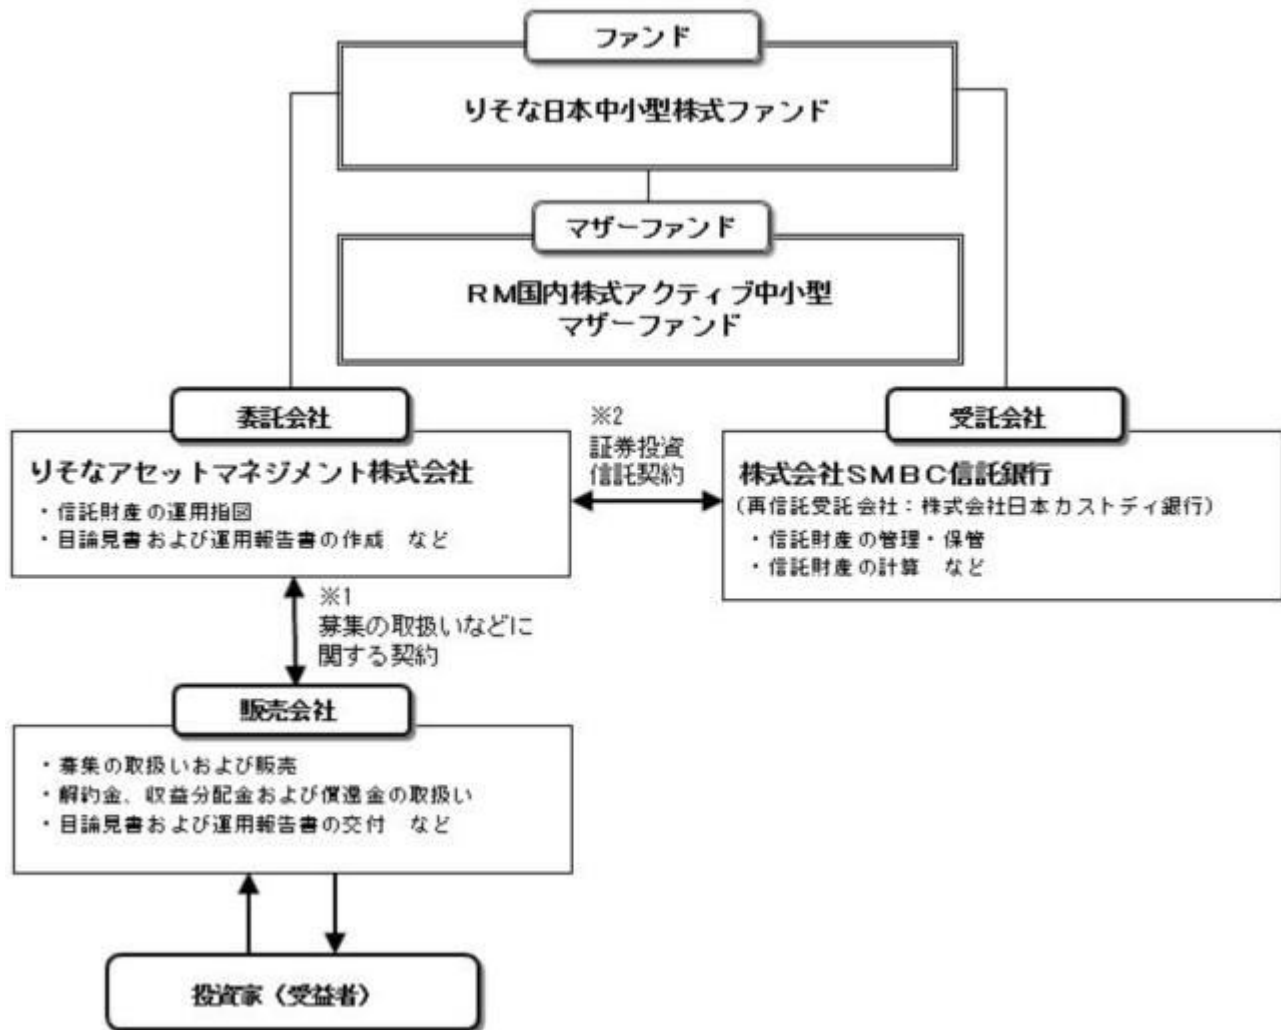 ファンド
りそな日本中小型株式ファンド
マザーファンド
RM国内株式アクティブ中小型
マザーファンド
委託会社
りそなアセットマネジメント株式会社
・信託財産の運用指図
・目論見書および運用報告書の作成 など
※2
証券投資
信託契約
受託会社
株式会社SMBC信託銀行
(再信託受託会社:株式会社日本カストディ銀行)
・信託財産の管理・保管
・信託財産の計算 など
※1
募集の取扱いなどに
関する契約
販売会社
・募集の取扱いおよび販売
・解約金、収益分配金および償還金の取扱い
・目論見書および運用報告書の交付 など
投資家(受益者)